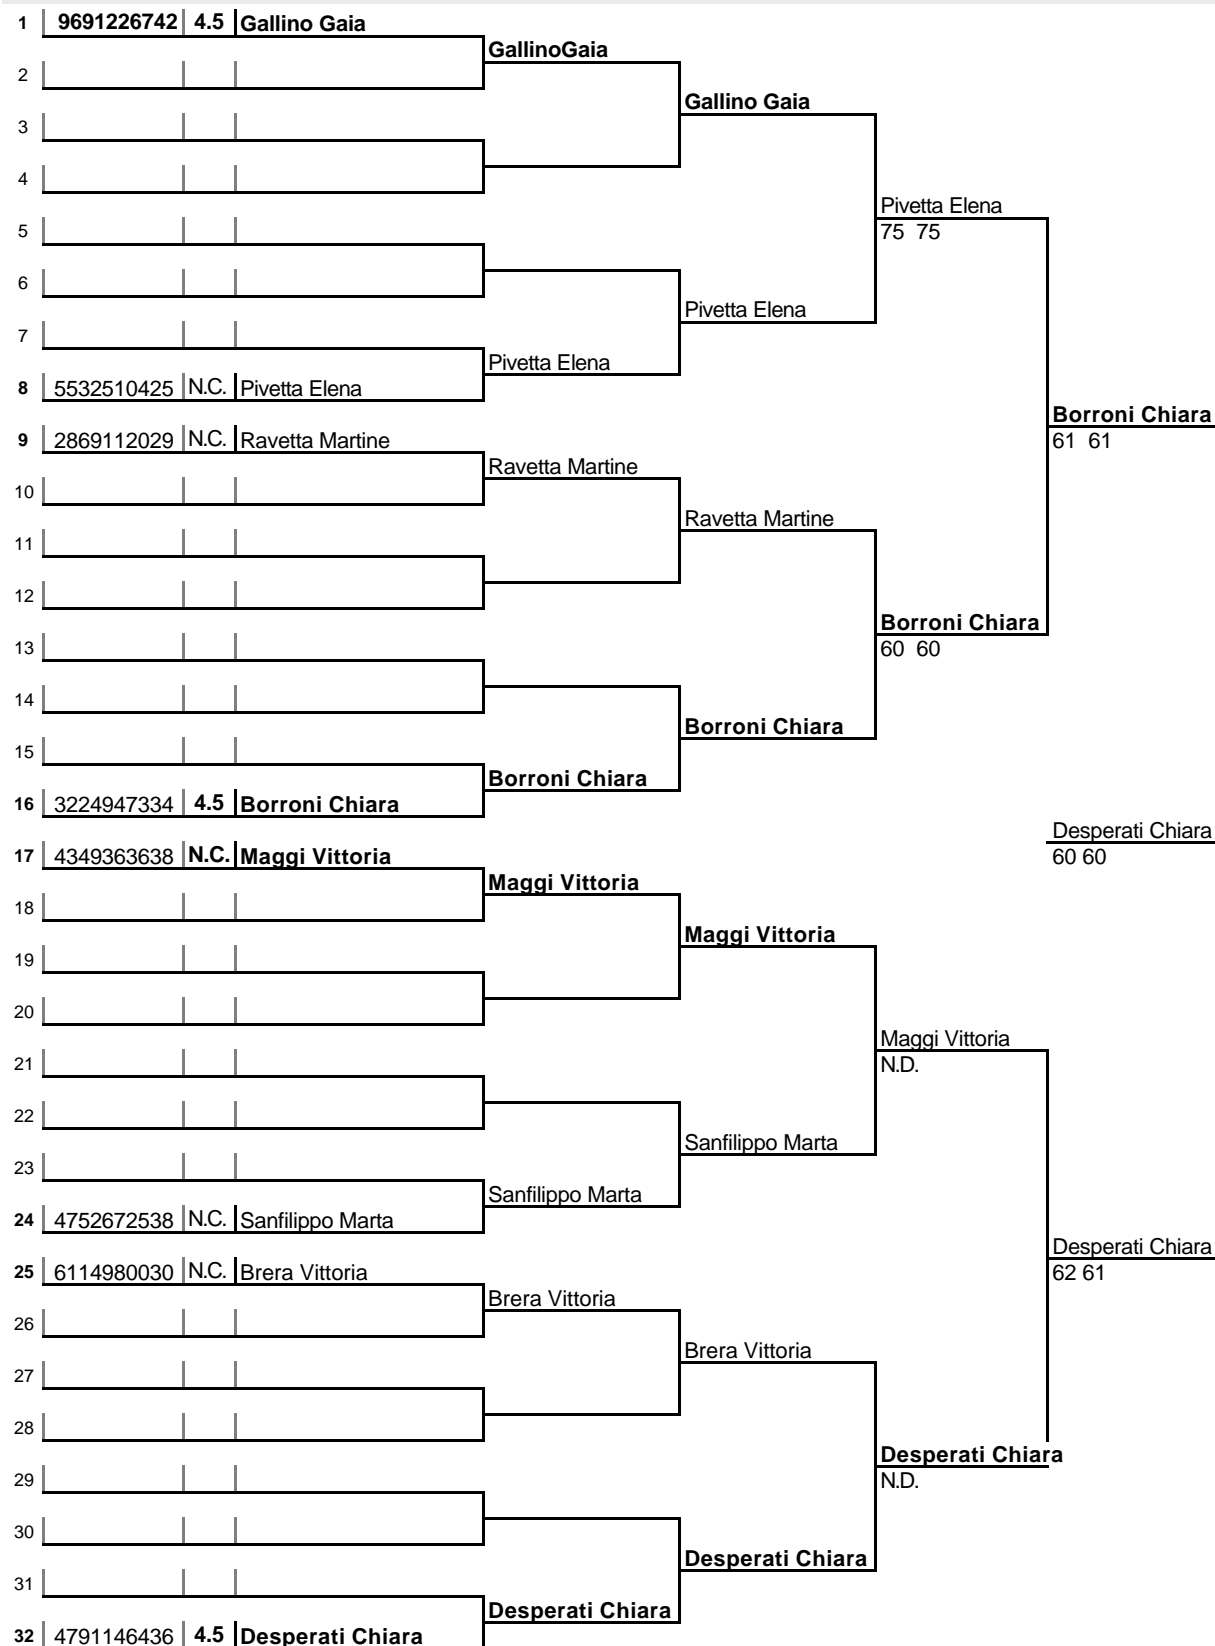 1 9691226742 4.5 Gallino Gaia
GallinoGaia
2
Gallino Gaia
3
4
Pivetta Elena
5
75 75
6
Pivetta Elena
7
Pivetta Elena
8 5532510425 N.C. Pivetta Elena
Borroni Chiara
9 2869112029 N.C. Ravetta Martine
61 61
Ravetta Martine
10
Ravetta Martine
11
12
Borroni Chiara
13
60 60
14
Borroni Chiara
15
Borroni Chiara
16 3224947334 4.5 Borroni Chiara
Desperati Chiara
17 4349363638 N.C. Maggi Vittoria
60 60
Maggi Vittoria
18
Maggi Vittoria
19
20
Maggi Vittoria
21
N.D.
22
Sanfilippo Marta
23
Sanfilippo Marta
24 4752672538 N.C. Sanfilippo Marta
Desperati Chiara
25 6114980030 N.C. Brera Vittoria
62 61
Brera Vittoria
26
Brera Vittoria
27
28
Desperati Chiara
29
N.D.
30
Desperati Chiara
31
Desperati Chiara
32 4791146436 4.5 Desperati Chiara